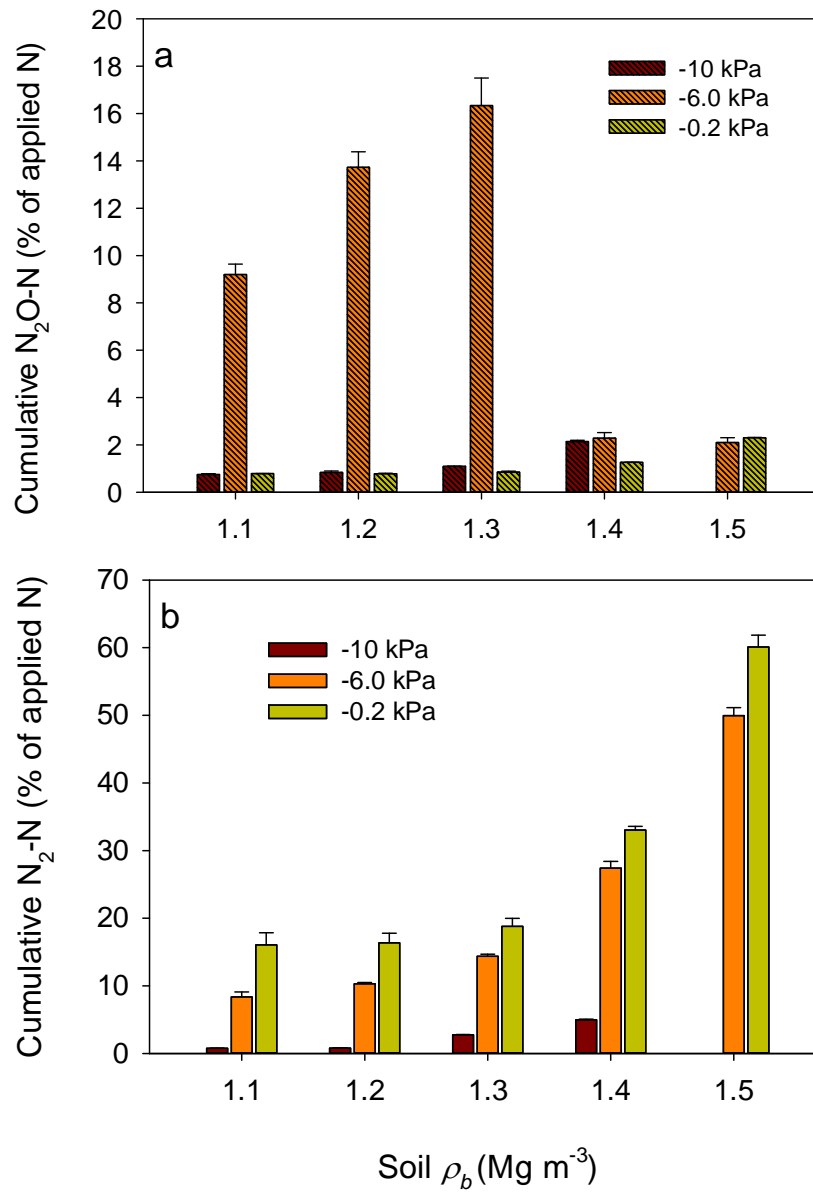 Cumulative N₂O-N (% of applied N)
20
18
16
14
12
10
8
6
4
2
0
a
-10 kPa
-6.0 kPa
-0.2 kPa
1.1 1.2 1.3 1.4 1.5
Cumulative N₂-N (% of applied N)
70
60
50
40
30
20
10
0
b
-10 kPa
-6.0 kPa
-0.2 kPa
1.1 1.2 1.3 1.4 1.5
Soil ρb (Mg m⁻³)